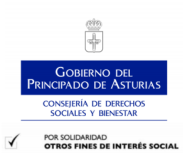 GOBIERNO DEL
PRINCIPADO DE ASTURIAS
CONSEJERÍA DE DERECHOS
SOCIALES Y BIENESTAR
POR SOLIDARIDAD
OTROS FINES DE INTERÉS SOCIAL